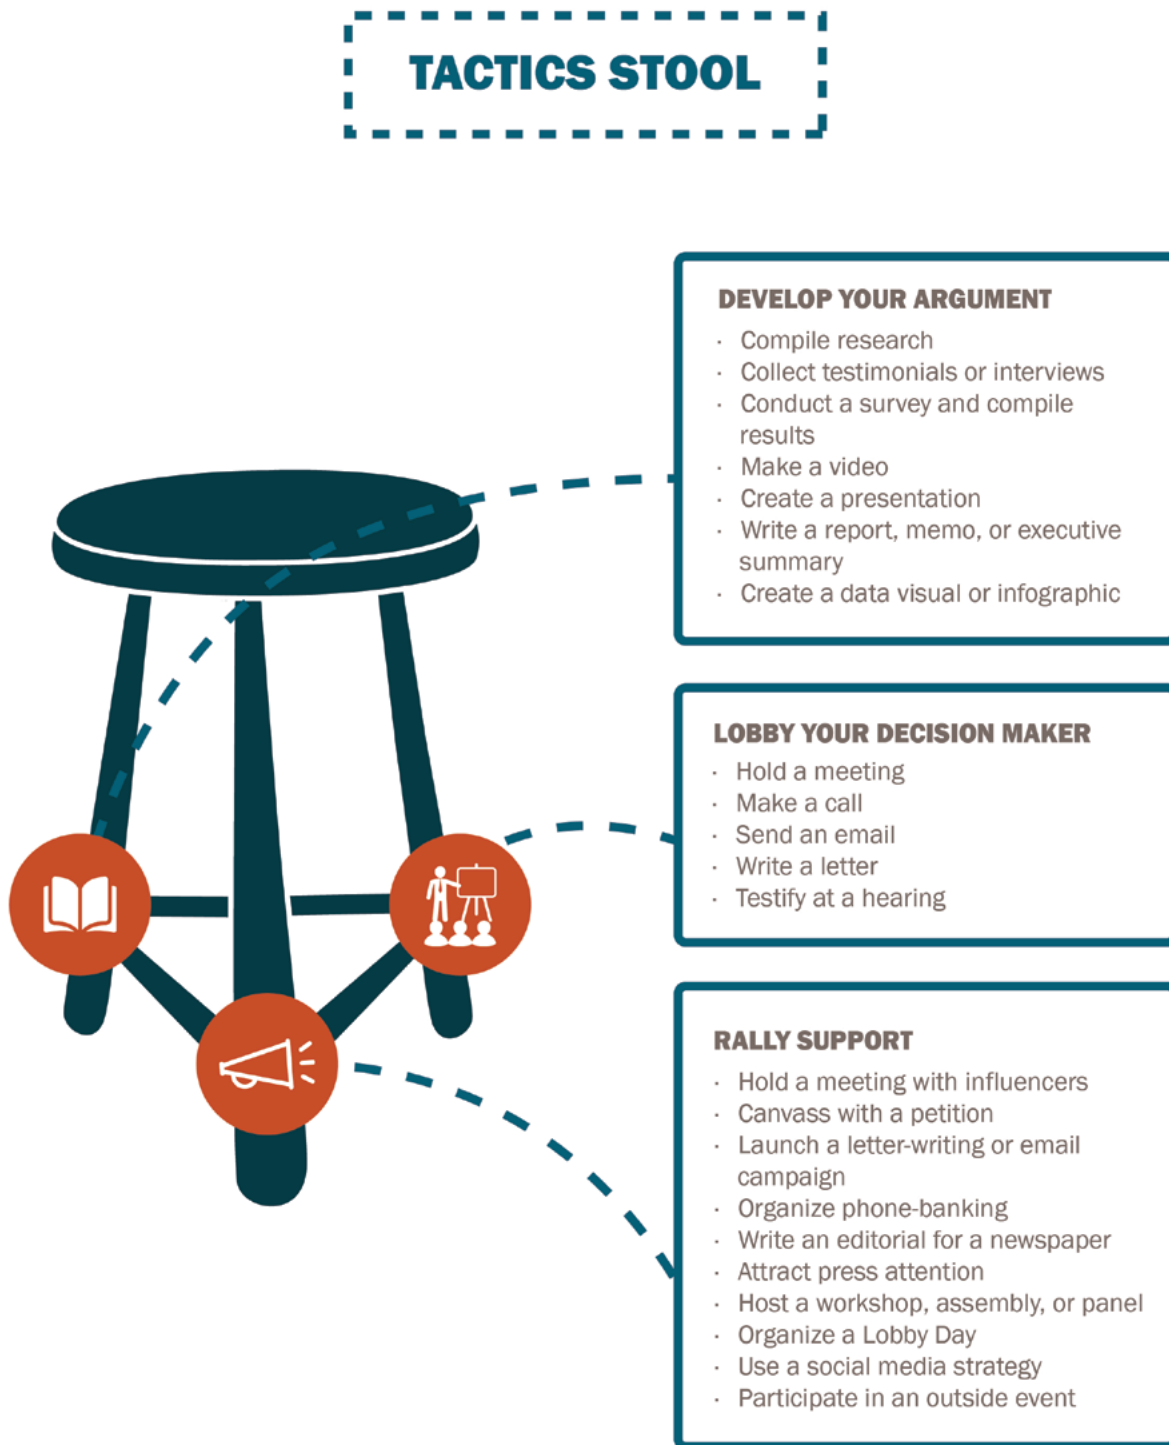 TACTICS STOOL
DEVELOP YOUR ARGUMENT
· Compile research
· Collect testimonials or interviews
· Conduct a survey and compile
results
· Make a video
· Create a presentation
· Write a report, memo, or executive
summary
· Create a data visual or infographic
LOBBY YOUR DECISION MAKER
· Hold a meeting
· Make a call
· Send an email
· Write a letter
· Testify at a hearing
RALLY SUPPORT
· Hold a meeting with influencers
· Canvass with a petition
· Launch a letter-writing or email
campaign
· Organize phone-banking
· Write an editorial for a newspaper
· Attract press attention
· Host a workshop, assembly, or panel
· Organize a Lobby Day
· Use a social media strategy
· Participate in an outside event